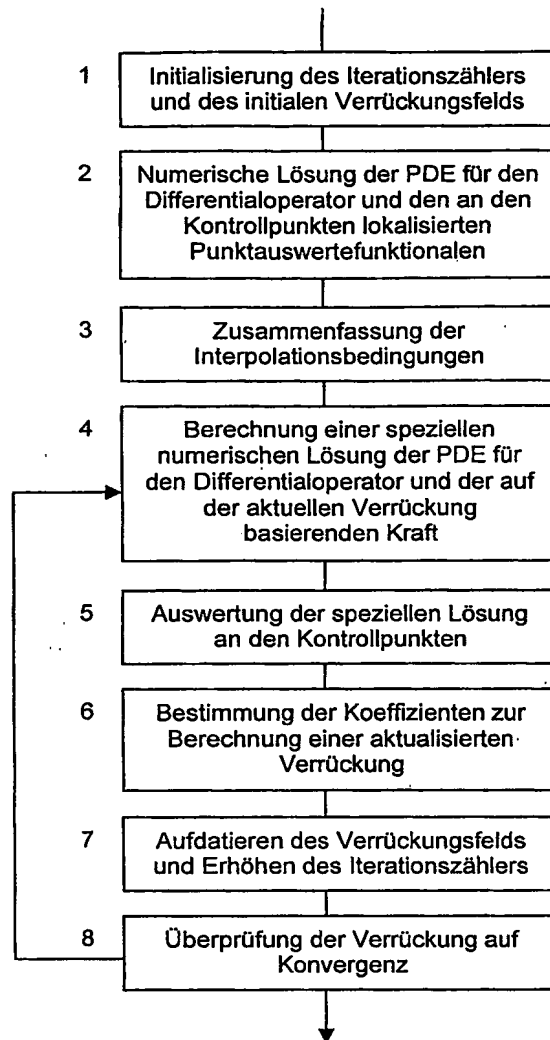 1
Initialisierung des Iterationszählers
und des initialen Verrückungsfelds
2
Numerische Lösung der PDE für den
Differentialoperator und den an den
Kontrollpunkten lokalisierten
Punktauswertefunktionalen
3
Zusammenfassung der
Interpolationsbedingungen
4
Berechnung einer speziellen
numerischen Lösung der PDE für
den Differentialoperator und der auf
der aktuellen Verrückung
basierenden Kraft
5
Auswertung der speziellen Lösung
an den Kontrollpunkten
6
Bestimmung der Koeffizienten zur
Berechnung einer aktualisierten
Verrückung
7
Aufdatieren des Verrückungsfelds
und Erhöhen des Iterationszählers
8
Überprüfung der Verrückung auf
Konvergenz